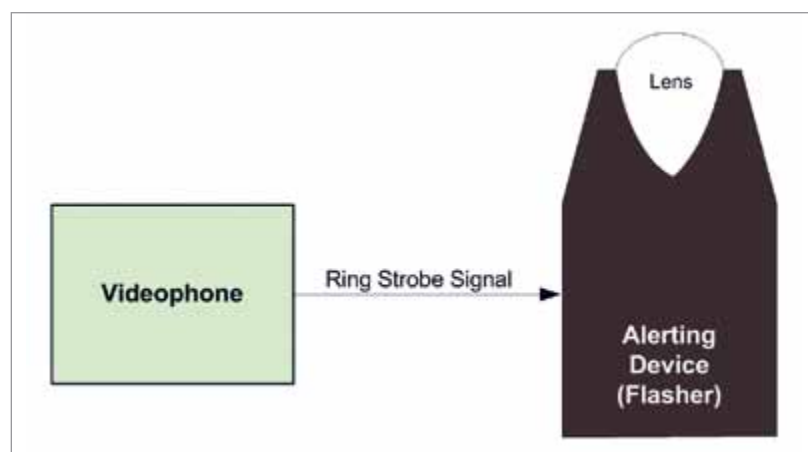 Lens
Videophone
Ring Strobe Signal
Alerting
Device
(Flasher)